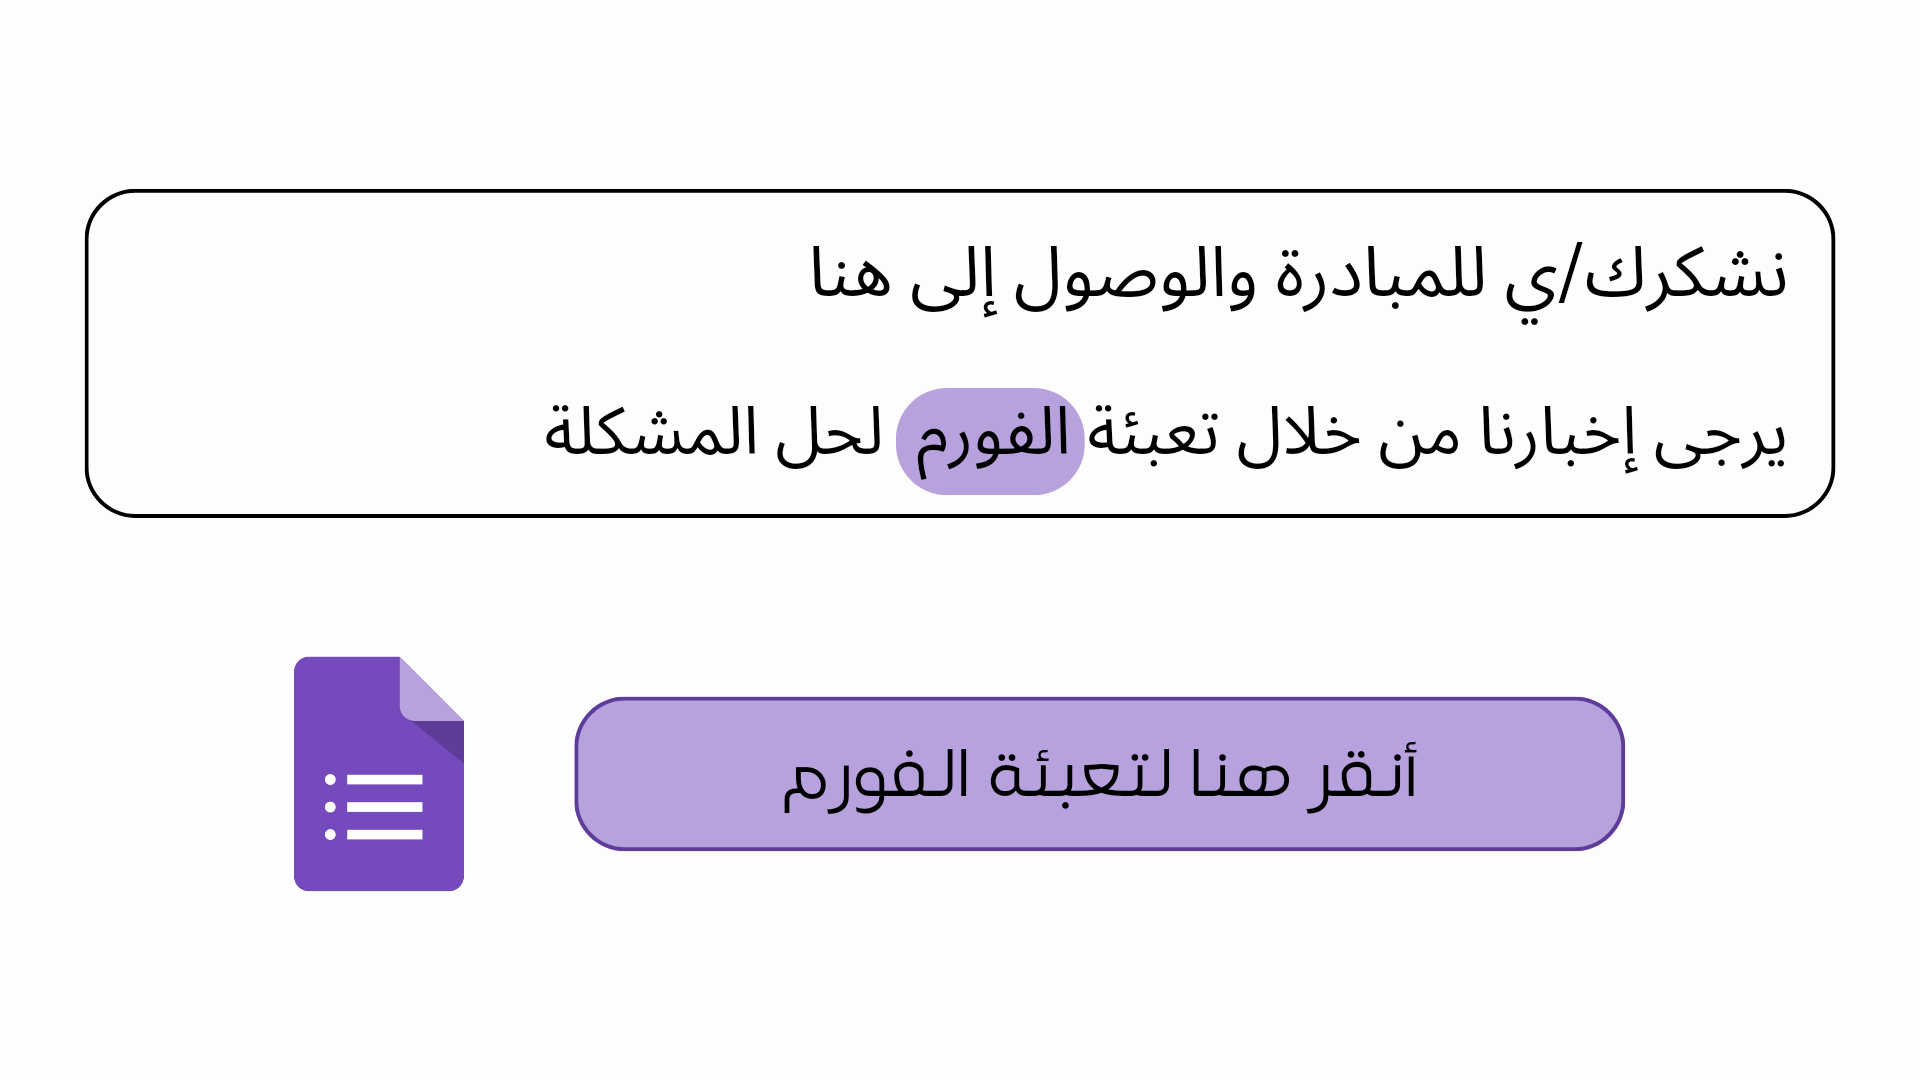 نشكرك/ي للمبادرة والوصول إلى هنا
يرجى إخبارنا من خلال تعبئة الفورم لحل المشكلة
أنقر هنا لتعبئة الفورم